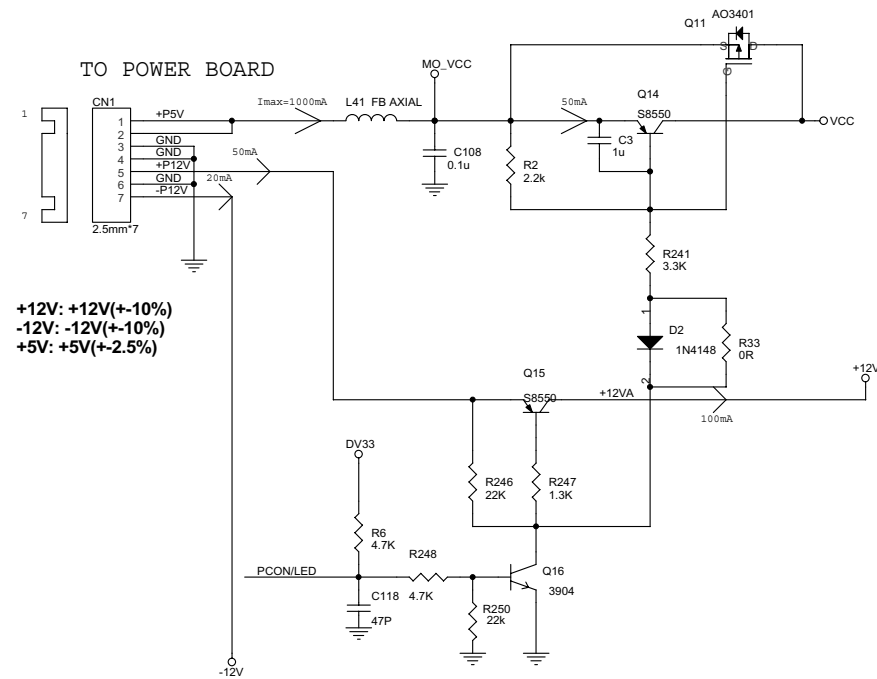 AO3401
Q11
S
D
G
TO POWER BOARD
MO_VCC
CN1
L41 FB AXIAL
Q14
1
1
+P5V
Imax=1000mA
50mA
S8550
VCC
2
3
GND
4
GND
50mA
C108
0.1u
R2
2.2k
C3
1u
5
+P12V
6
GND
20mA
7
-P12V
7
2.5mm*7
R241
3.3K
+12V: +12V(+-10%)
-12V: -12V(+-10%)
+5V: +5V(+-2.5%)
1
D2
1N4148
R33
0R
2
Q15
S8550
+12VA
+12V
100mA
DV33
R246
22K
R247
1.3K
R6
4.7K
R248
4.7K
PCON/LED
Q16
3904
C118
47P
R250
22k
-12V